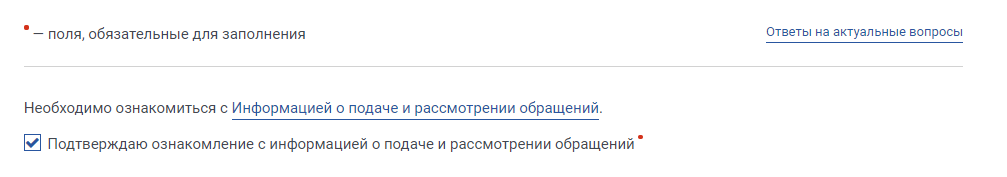 — поля, обязательные для заполнения
Ответы на актуальные вопросы
Необходимо ознакомиться с Информацией о подаче и рассмотрении обращений.
Подтверждаю ознакомление с информацией о подаче и рассмотрении обращений